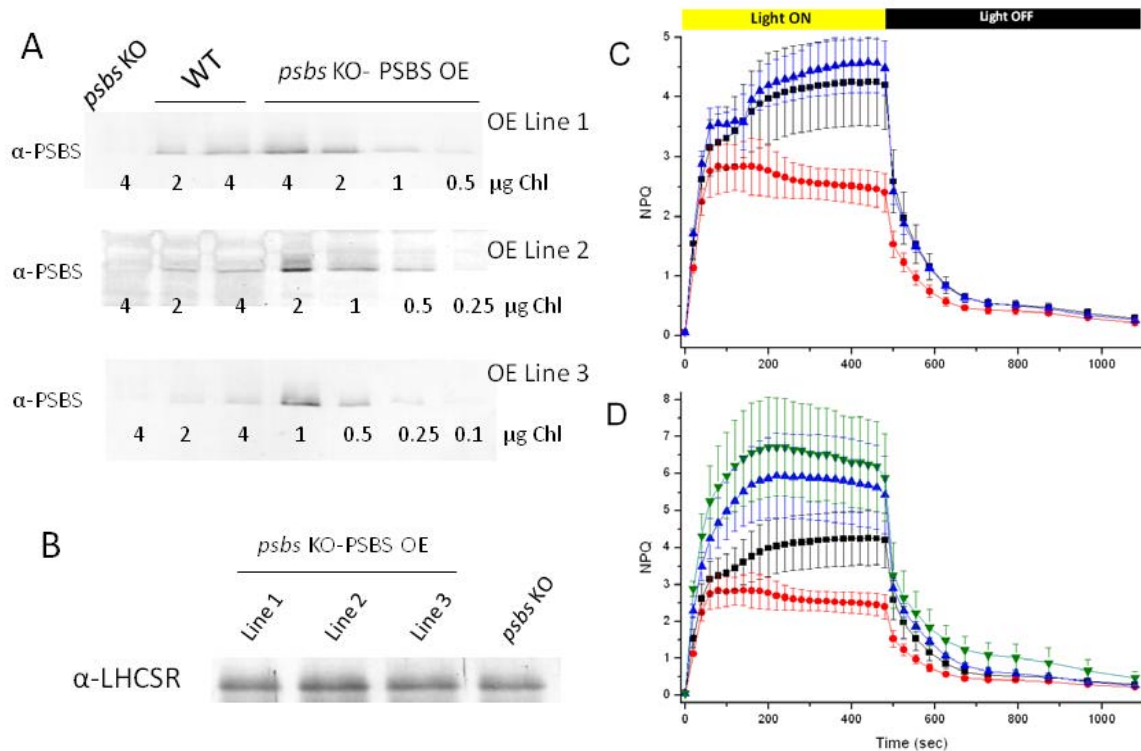 A
psbs KO
WT
psbs KO- PSBS OE
OE Line 1
α-PSBS
4 2 4 4 2 1 0.5 μg Chl
OE Line 2
α-PSBS
4 2 4 2 1 0.5 0.25 μg Chl
OE Line 3
α-PSBS
4 2 4 1 0.5 0.25 0.1 μg Chl
B
psbs KO-PSBS OE
Line 1 Line 2 Line 3 psbs KO
α-LHCSR
Light ON Light OFF
C
5
4
3
2
1
0
NPQ
0 200 400 600 800 1000
D
8
7
6
5
4
3
2
1
0
NPQ
0 200 400 600 800 1000
Time (sec)